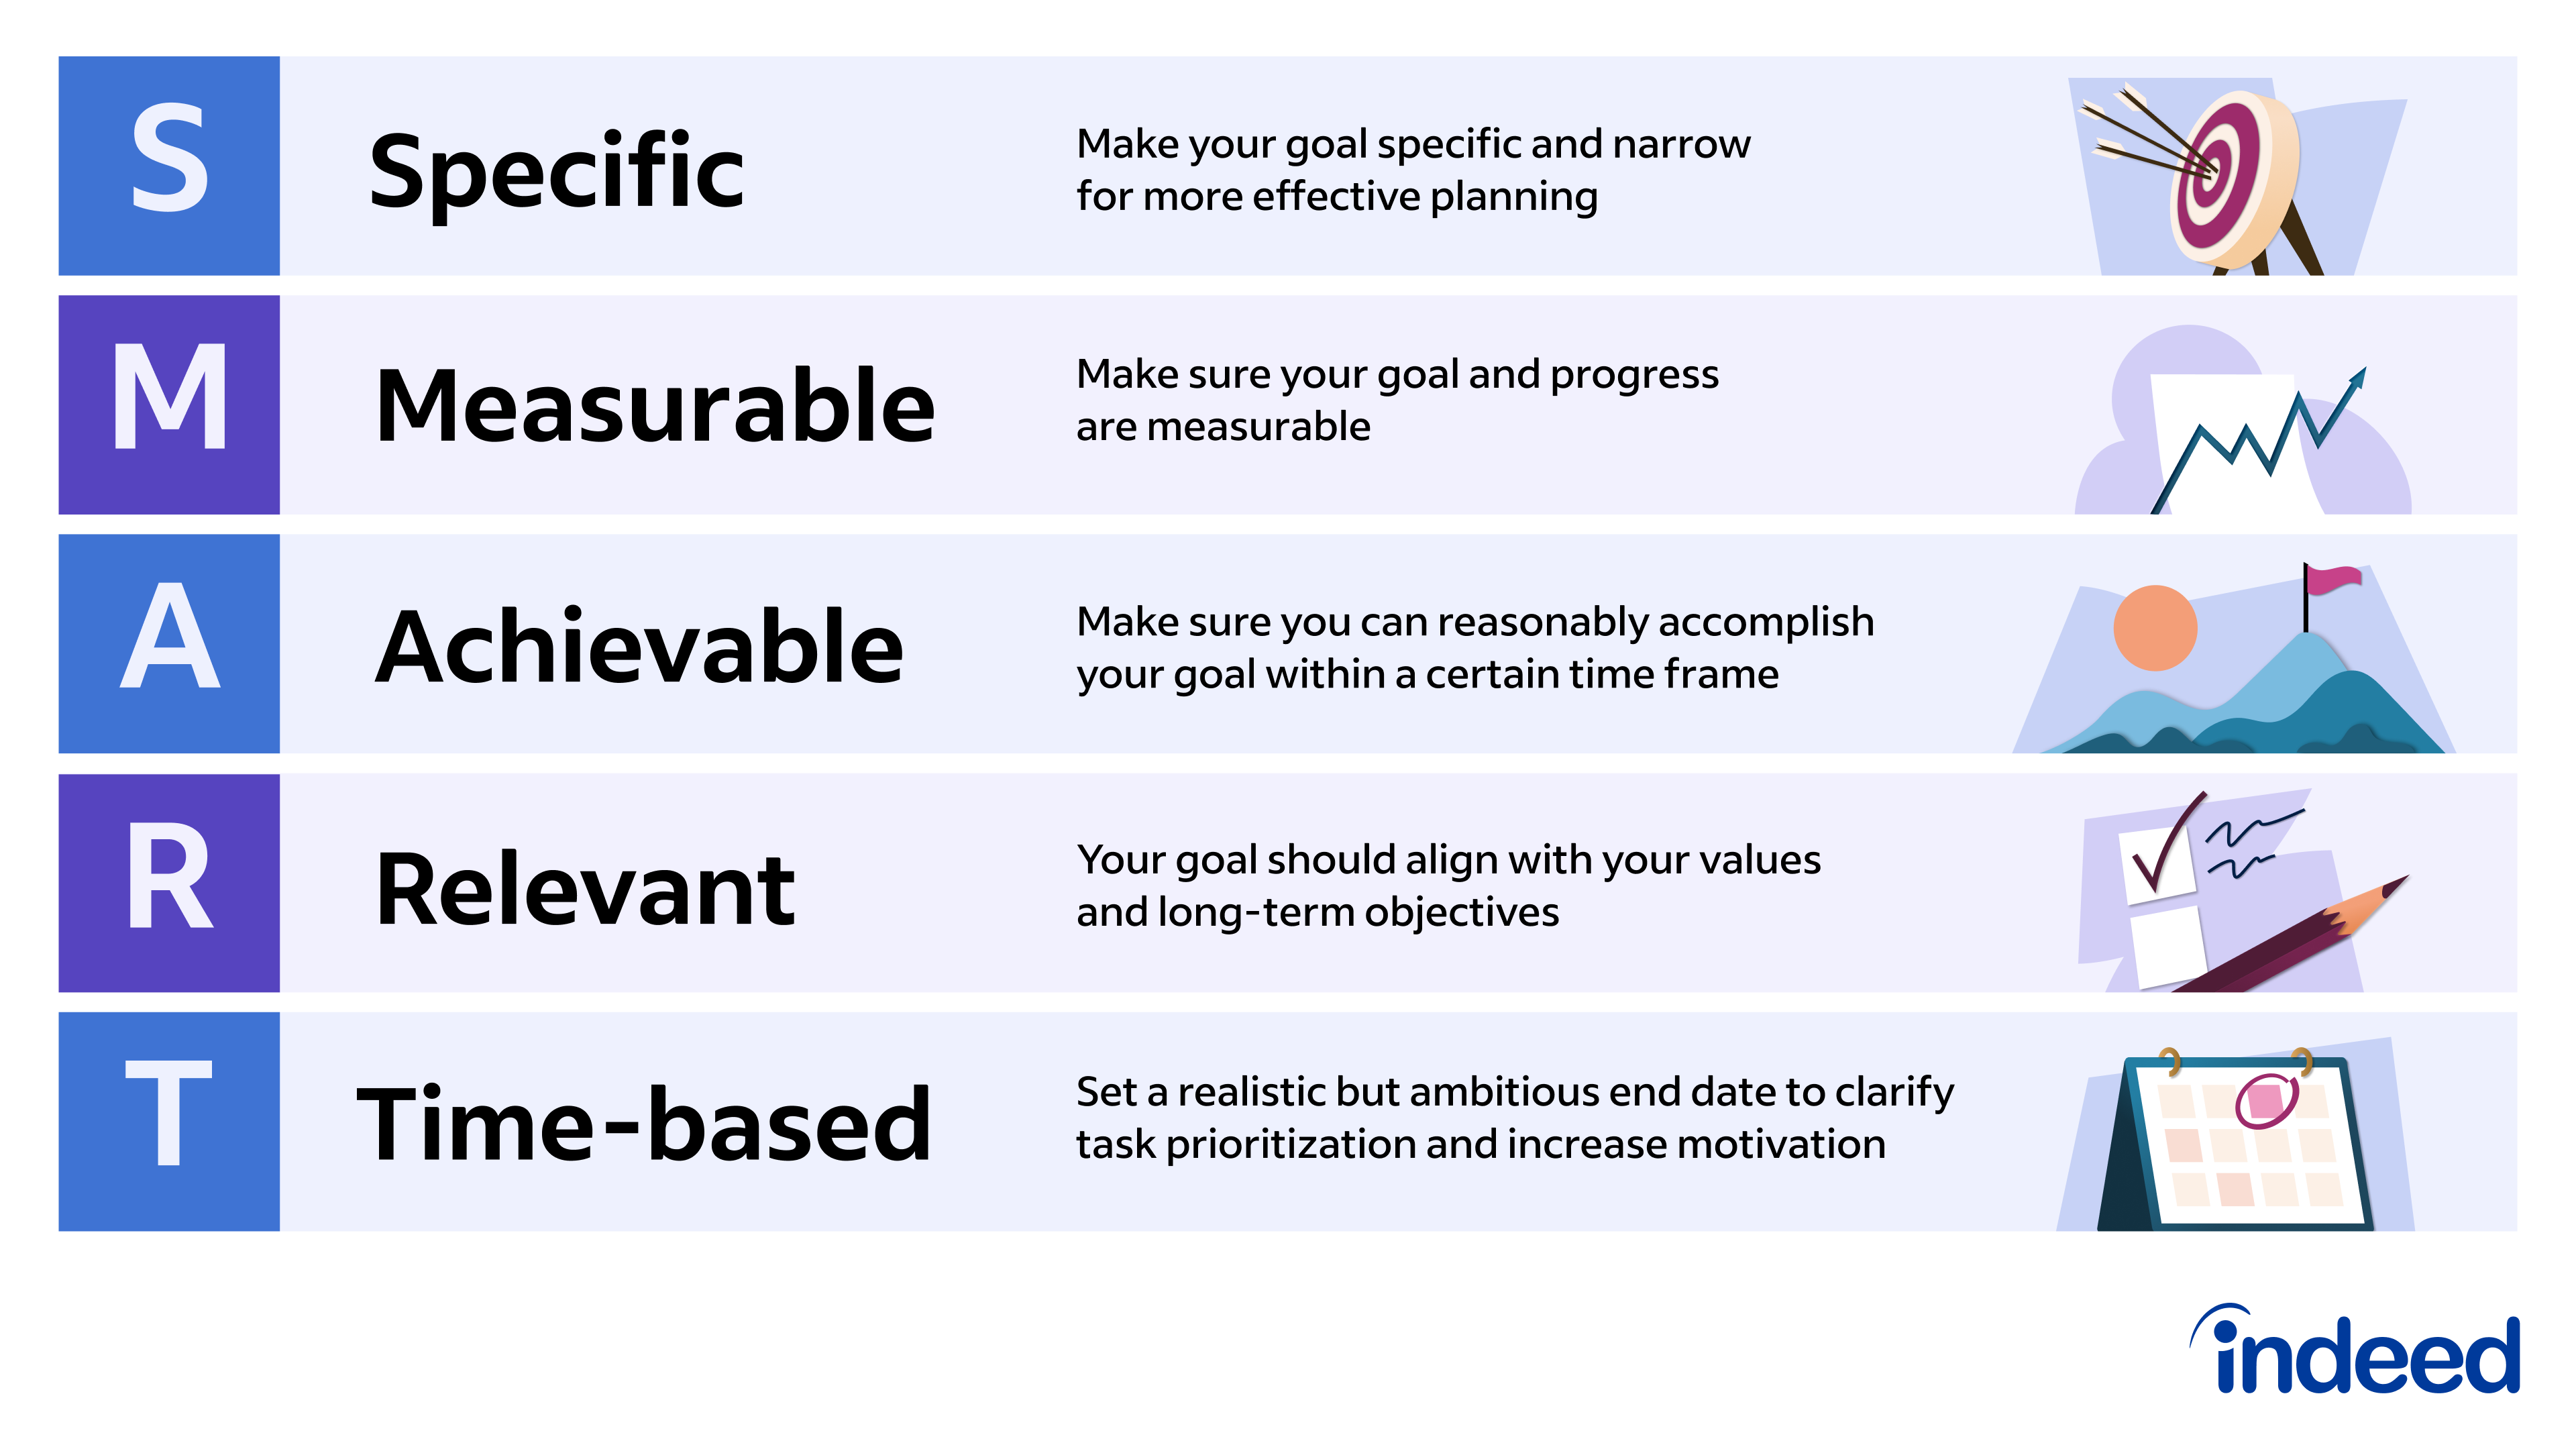 S
Specific
Make your goal specific and narrow
for more effective planning
M
Measurable
Make sure your goal and progress
are measurable
A
Achievable
Make sure you can reasonably accomplish
your goal within a certain time frame
R
Relevant
Your goal should align with your values
and long-term objectives
T
Time-based
Set a realistic but ambitious end date to clarify
task prioritization and increase motivation
indeed